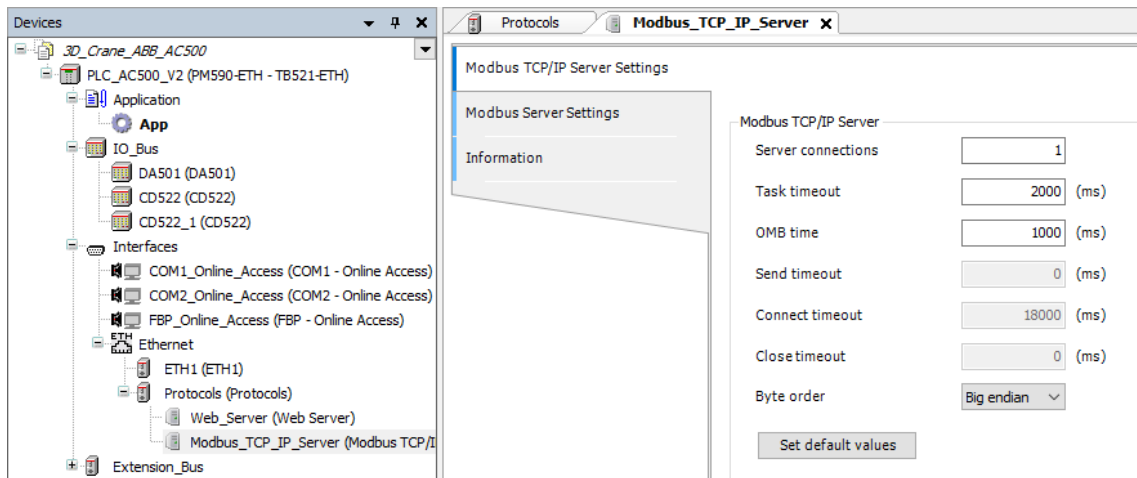 Devices
3D_Crane_ABB_AC500
PLC_AC500_V2 (PM590-ETH - TB521-ETH)
Application
App
IO_Bus
DA501 (DA501)
CD522 (CD522)
CD522_1 (CD522)
Interfaces
COM1_Online_Access (COM1 - Online Access)
COM2_Online_Access (COM2 - Online Access)
FBP_Online_Access (FBP - Online Access)
ETH
Ethernet
ETH1 (ETH1)
Protocols (Protocols)
Web_Server (Web Server)
Modbus_TCP_IP_Server (Modbus TCP/I
Extension_Bus
Protocols
Modbus_TCP_IP_Server
Modbus TCP/IP Server Settings
Modbus Server Settings
Information
Modbus TCP/IP Server
Server connections 1
Task timeout 2000 (ms)
OMB time 1000 (ms)
Send timeout 0 (ms)
Connect timeout 18000 (ms)
Close timeout 0 (ms)
Byte order Big endian
Set default values